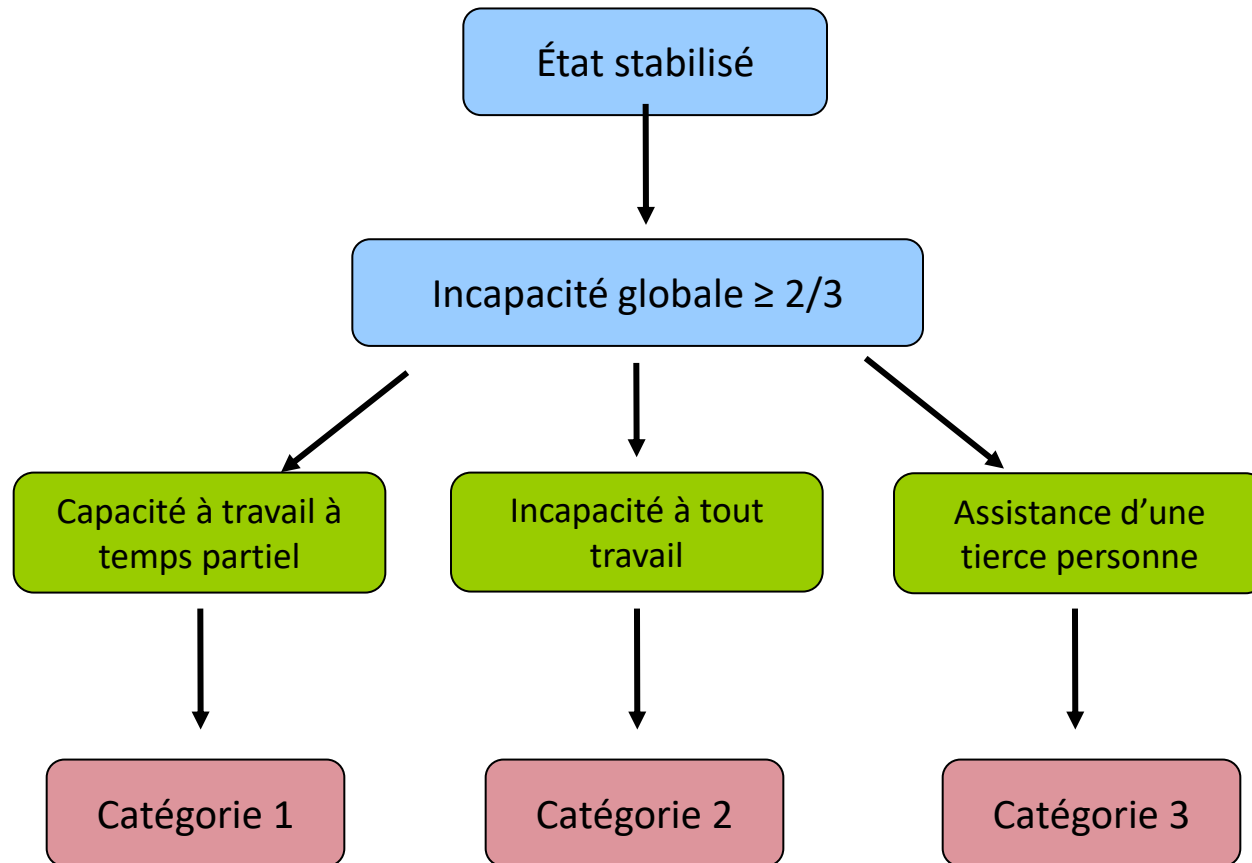 État stabilisé
Incapacité globale ≥ 2/3
Capacité à travail à
temps partiel
Incapacité à tout
travail
Assistance d’une
tierce personne
Catégorie 1
Catégorie 2
Catégorie 3